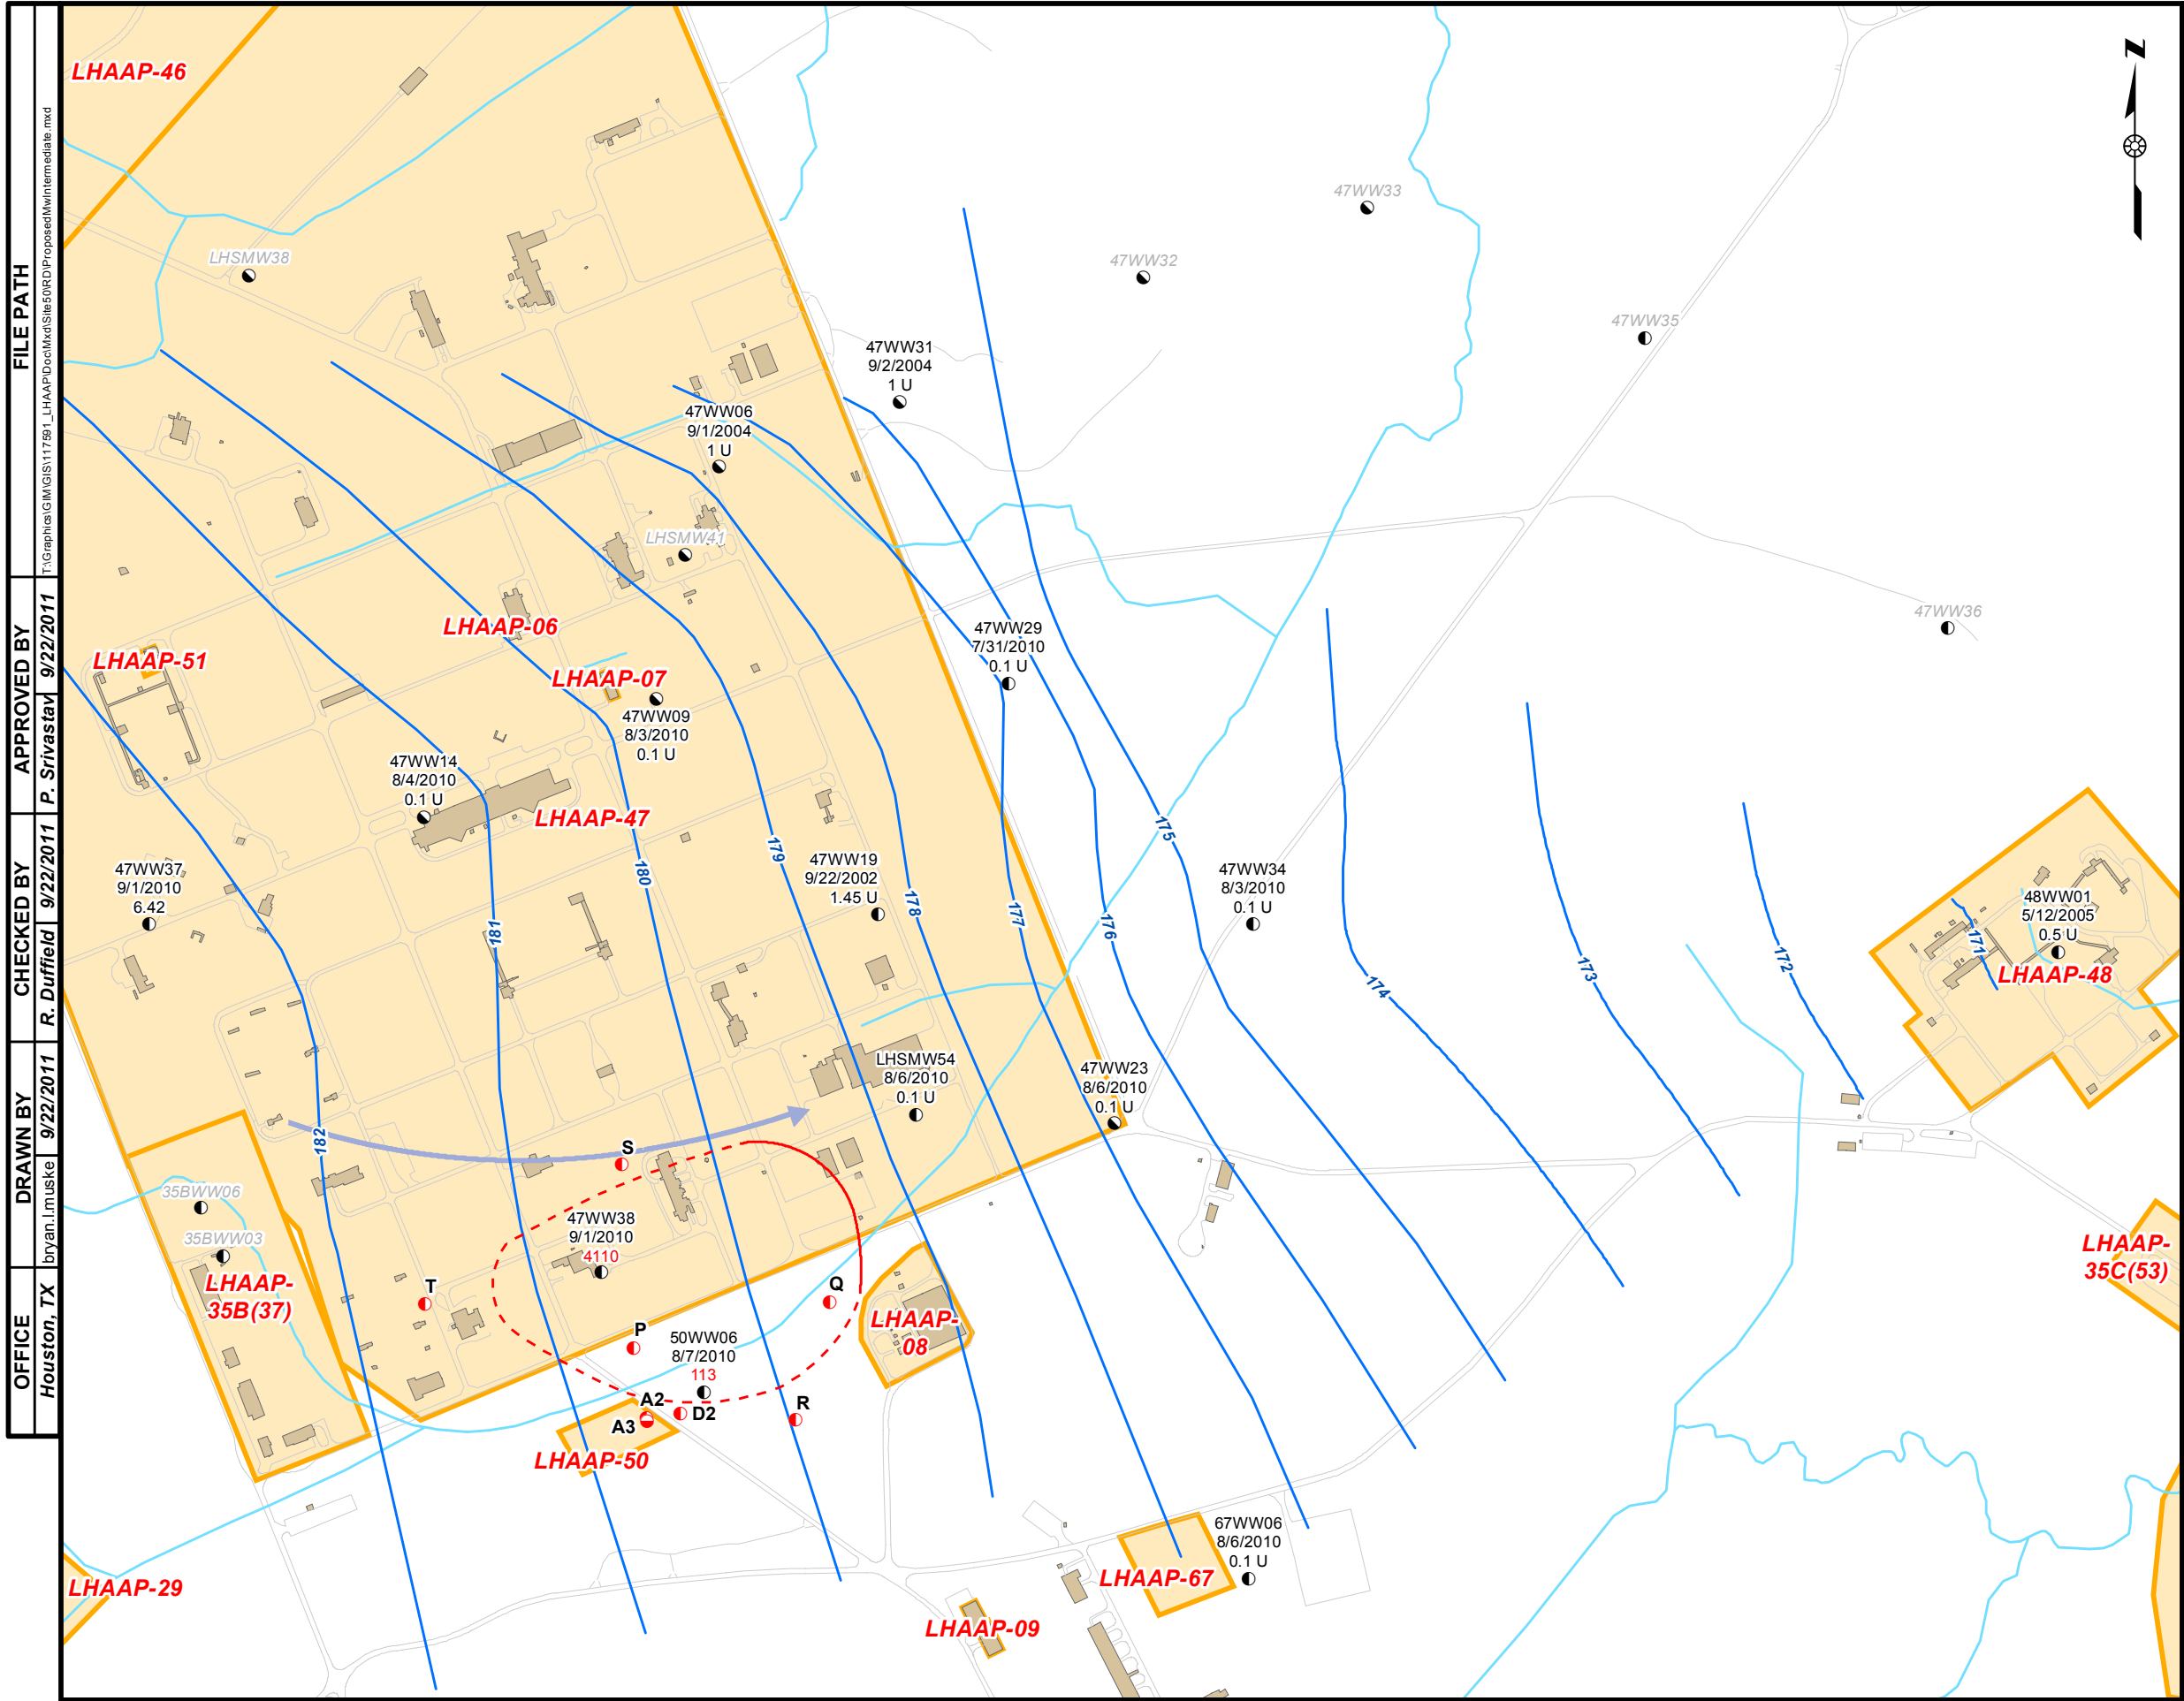 FILE PATH
T:\Graphics\GIM\GIS\117591_LHAAP\Doc\Mxd\Site50\RD\ProposedMwIntermediate.mxd
APPROVED BY
P. Srivastav 9/22/2011
CHECKED BY
R. Duffield 9/22/2011
DRAWN BY
bryan.l.mueke 9/22/2011
OFFICE
Houston, TX
N
LHAAP-46
LHSMW38
47WW33
47WW32
47WW35
47WW31
9/2/2004
1 U
47WW06
9/1/2004
1 U
LHSMW41
LHAAP-06
LHAAP-51
LHAAP-07
47WW09
8/3/2010
0.1 U
47WW29
7/31/2010
0.1 U
47WW36
47WW14
8/4/2010
0.1 U
LHAAP-47
47WW37
9/1/2010
6.42
47WW19
9/22/2002
1.45 U
47WW34
8/3/2010
0.1 U
48WW01
5/12/2005
0.5 U
LHAAP-48
182
181
180
179
178
177
176
175
174
173
172
171
LHSMW54
8/6/2010
0.1 U
47WW23
8/6/2010
0.1 U
S
35BWW06
35BWW03
47WW38
9/1/2010
4110
LHAAP-
35B(37)
T
Q
P
50WW06
8/7/2010
113
LHAAP-
08
LHAAP-
35C(53)
A2
A3
D2
R
LHAAP-50
67WW06
8/6/2010
0.1 U
LHAAP-67
LHAAP-29
LHAAP-09